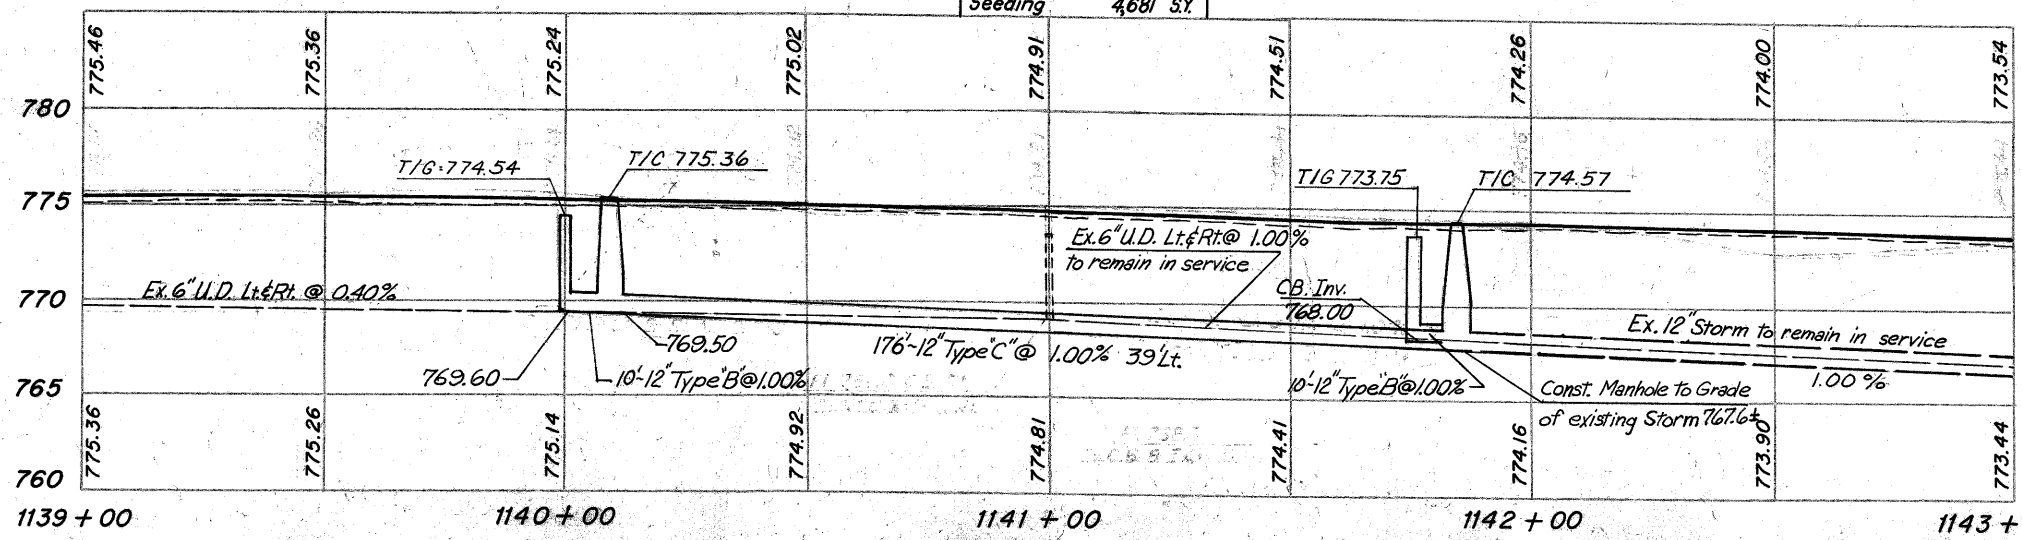 Seeding 4,681 S.Y.
775.46 775.36 775.24 775.02 774.91 774.51 774.26 774.00 773.54
780
T/G 774.54
T/C 775.36
T/G 773.75
T/C 774.57
775
Ex. 6" U.D. Lt. & Rt. @ 1.00%
to remain in service
Ex. 6" U.D. Lt. & Rt. @ 0.40%
770
CB. Inv.
768.00
Ex. 12" Storm to remain in service
769.50
176'-12" Type "C" @ 1.00% 39' Lt.
769.60
10'-12" Type "B" @ 1.00%
10'-12" Type "B" @ 1.00%
1.00 %
765
Const. Manhole To Grade
of existing Storm 767.6±
775.36 775.26 775.14 774.92 774.81 774.41 774.16 773.90 773.44
760
1139 + 00 1140 + 00 1141 + 00 1142 + 00 1143 +